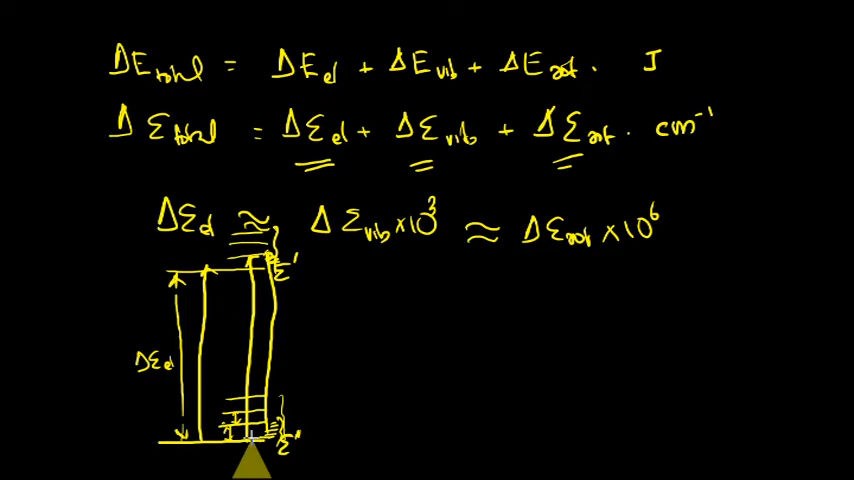 ΔE_total = ΔE_el + ΔE_vib + ΔE_rot . J
Δε_total = Δε_el + Δε_vib + Δε_rot . cm⁻¹
Δε_el ≈ Δε_vib × 10³ ≈ Δε_rot × 10⁶
ε'
Δε_el
ε"